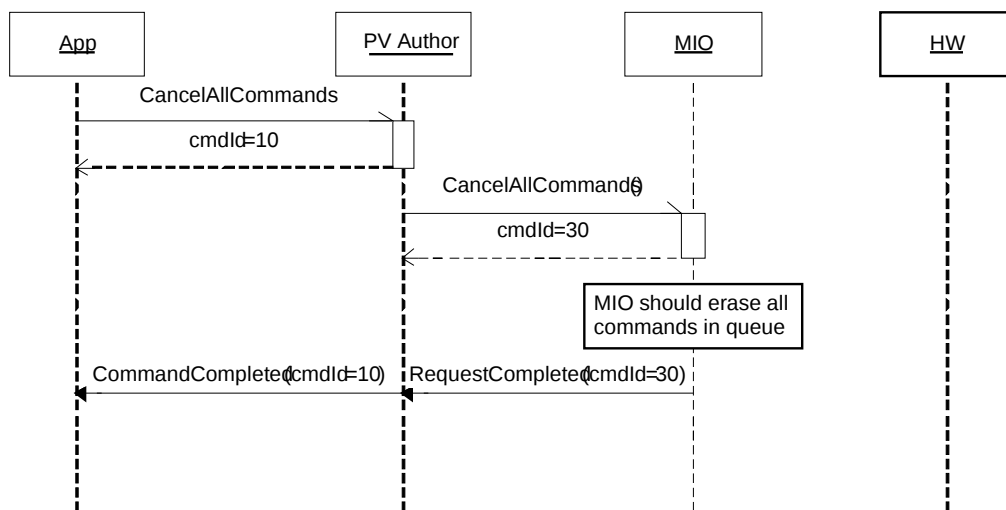 App
PV Author
MIO
HW
CancelAllCommands
cmdId=10
CancelAllCommands()
cmdId=30
MIO should erase all
commands in queue
CommandCompleted(cmdId=10)
RequestCompleted(cmdId=30)